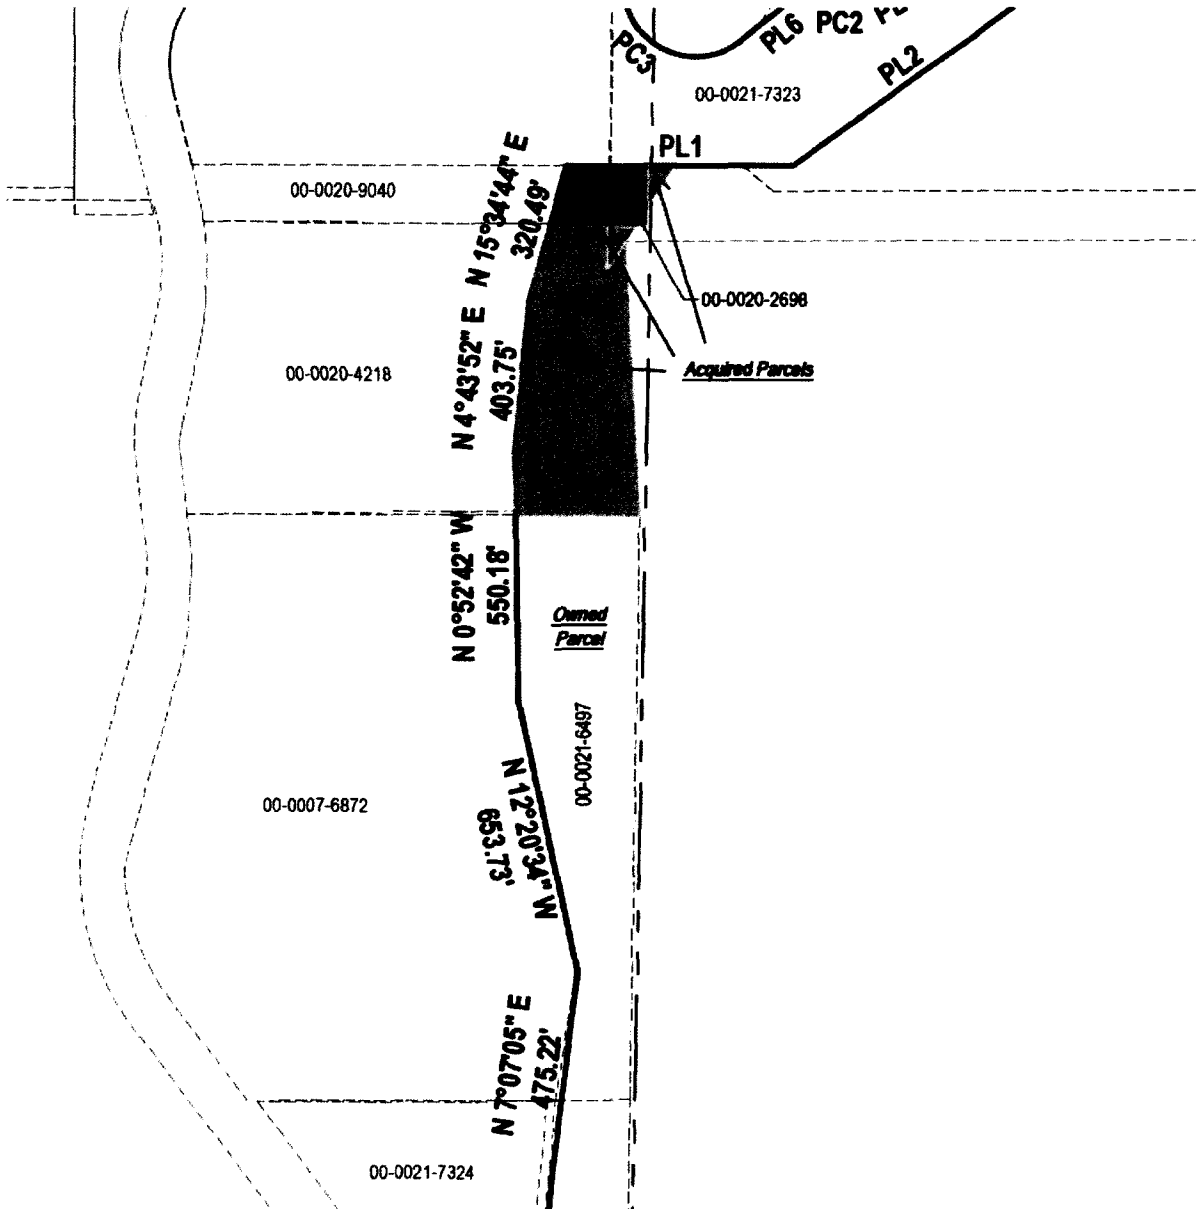 PC3
PL6
PC2
PL2
00-0021-7323
PL1
00-0020-9040
N 15°34'44" E
320.49'
00-0020-2698
N 4°43'52" E
403.75'
00-0020-4218
Acquired Parcels
N 0°52'42" W
550.18'
Owned
Parcel
00-0021-6497
N 12°20'34" W
653.73'
00-0007-6872
N 7°07'05" E
475.22'
00-0021-7324